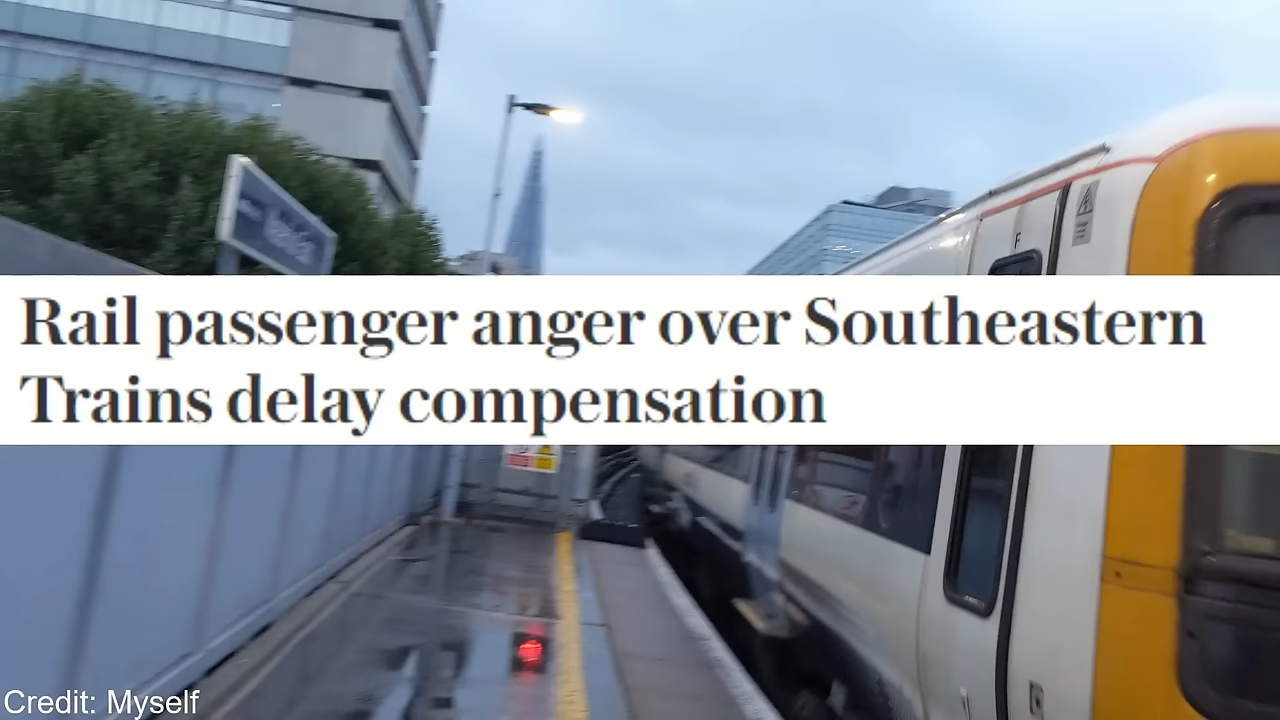 F
Rail passenger anger over Southeastern
Trains delay compensation
Credit: Myself